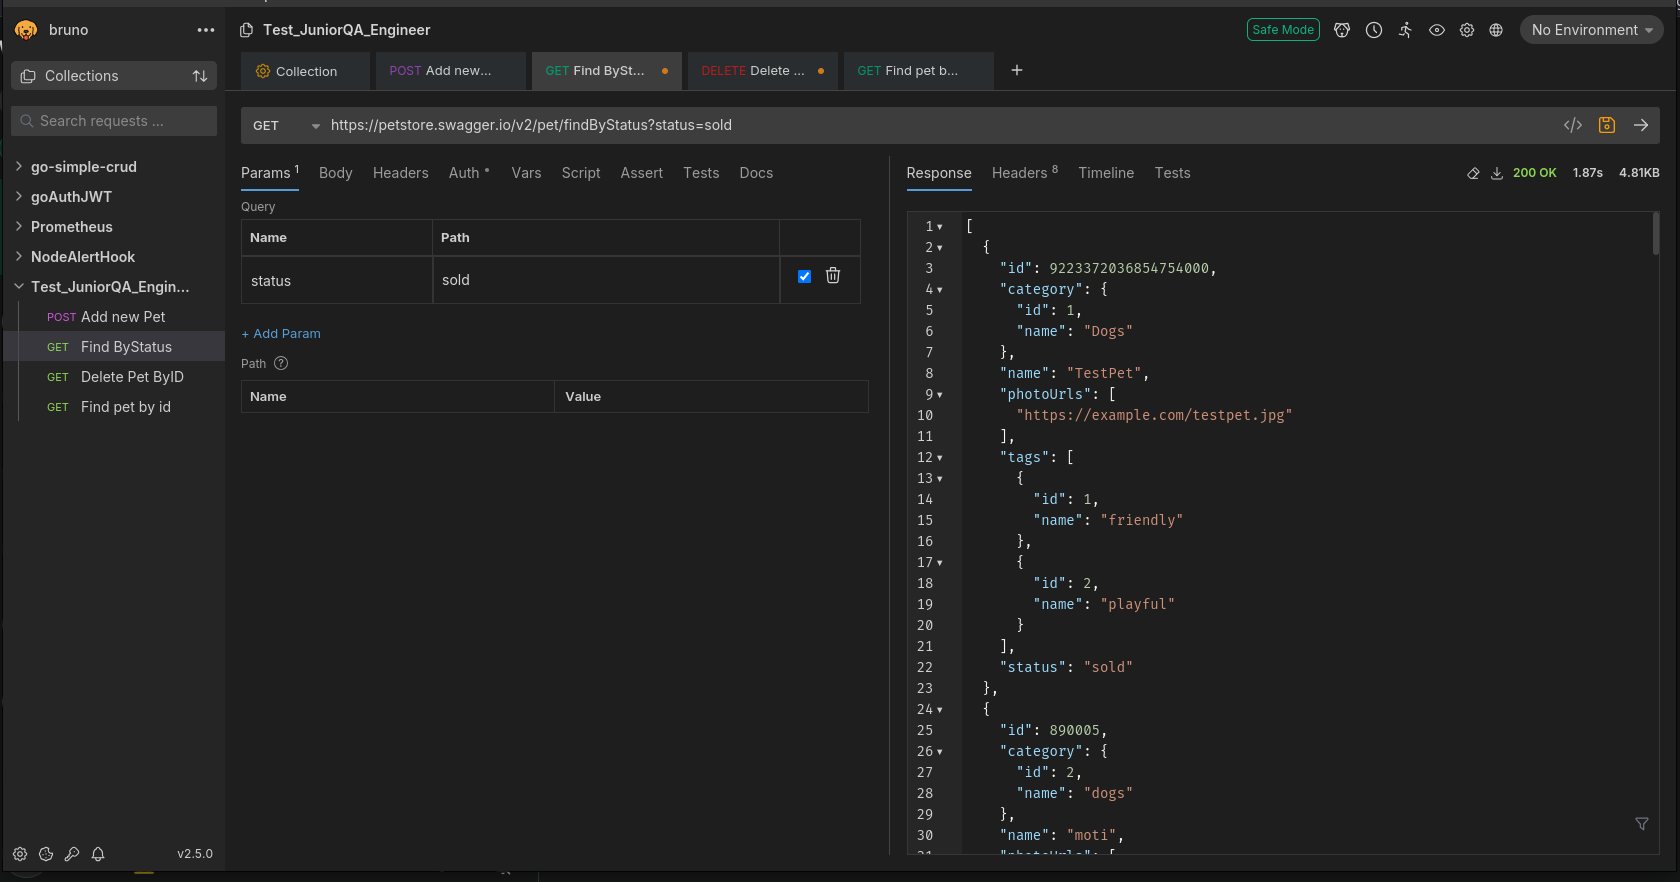 bruno
Test_JuniorQA_Engineer
Safe Mode
No Environment
Collections
Collection
POST Add new...
GET Find BySt...
DELETE Delete ...
GET Find pet b...
+
Search requests ...
GET
https://petstore.swagger.io/v2/pet/findByStatus?status=sold
go-simple-crud
goAuthJWT
Prometheus
NodeAlertHook
Test_JuniorQA_Engin...
POST Add new Pet
GET Find ByStatus
GET Delete Pet ByID
GET Find pet by id
v2.5.0
Params 1 Body Headers Auth Vars Script Assert Tests Docs
Query
Name Path
status sold
+ Add Param
Path ?
Name Value
Response Headers 8 Timeline Tests
200 OK 1.87s 4.81KB
1 [
2 {
3 "id": 9223372036854754000,
4 "category": {
5 "id": 1,
6 "name": "Dogs"
7 },
8 "name": "TestPet",
9 "photoUrls": [
10 "https://example.com/testpet.jpg"
11 ],
12 "tags": [
13 {
14 "id": 1,
15 "name": "friendly"
16 },
17 {
18 "id": 2,
19 "name": "playful"
20 }
21 ],
22 "status": "sold"
23 },
24 {
25 "id": 890005,
26 "category": {
27 "id": 2,
28 "name": "dogs"
29 },
30 "name": "moti",
31 "photoUrls": [